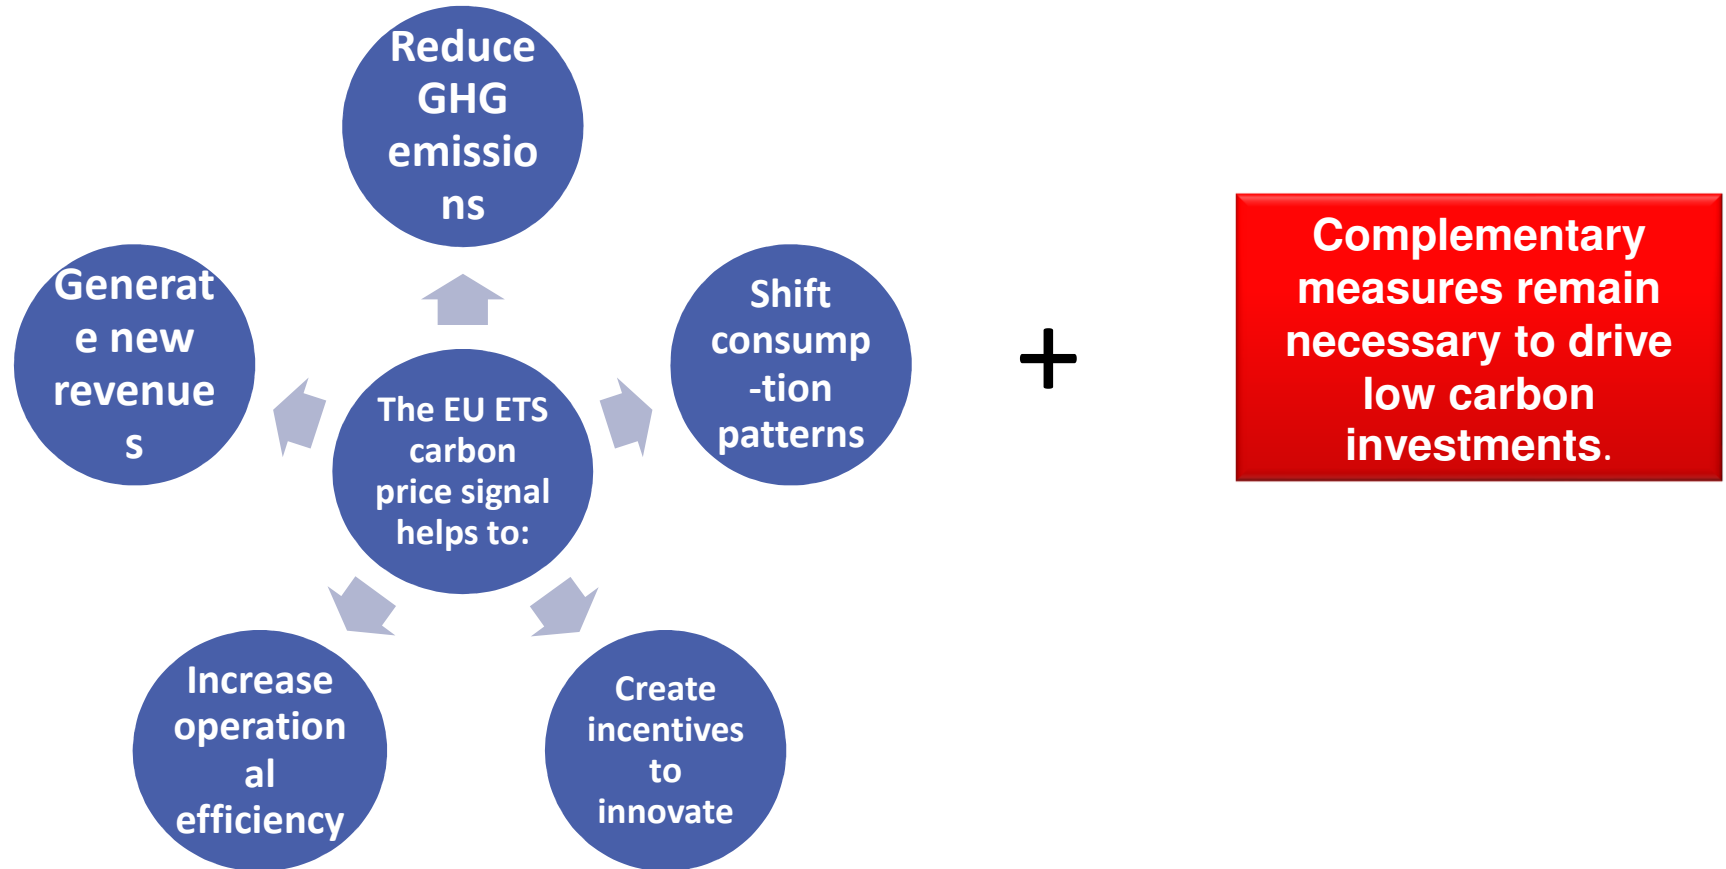 Reduce
GHG
emissio
ns
Generat
e new
revenue
s
Shift
consump
-tion
patterns
The EU ETS
carbon
price signal
helps to:
Increase
operation
al
efficiency
Create
incentives
to
innovate
+
Complementary
measures remain
necessary to drive
low carbon
investments.